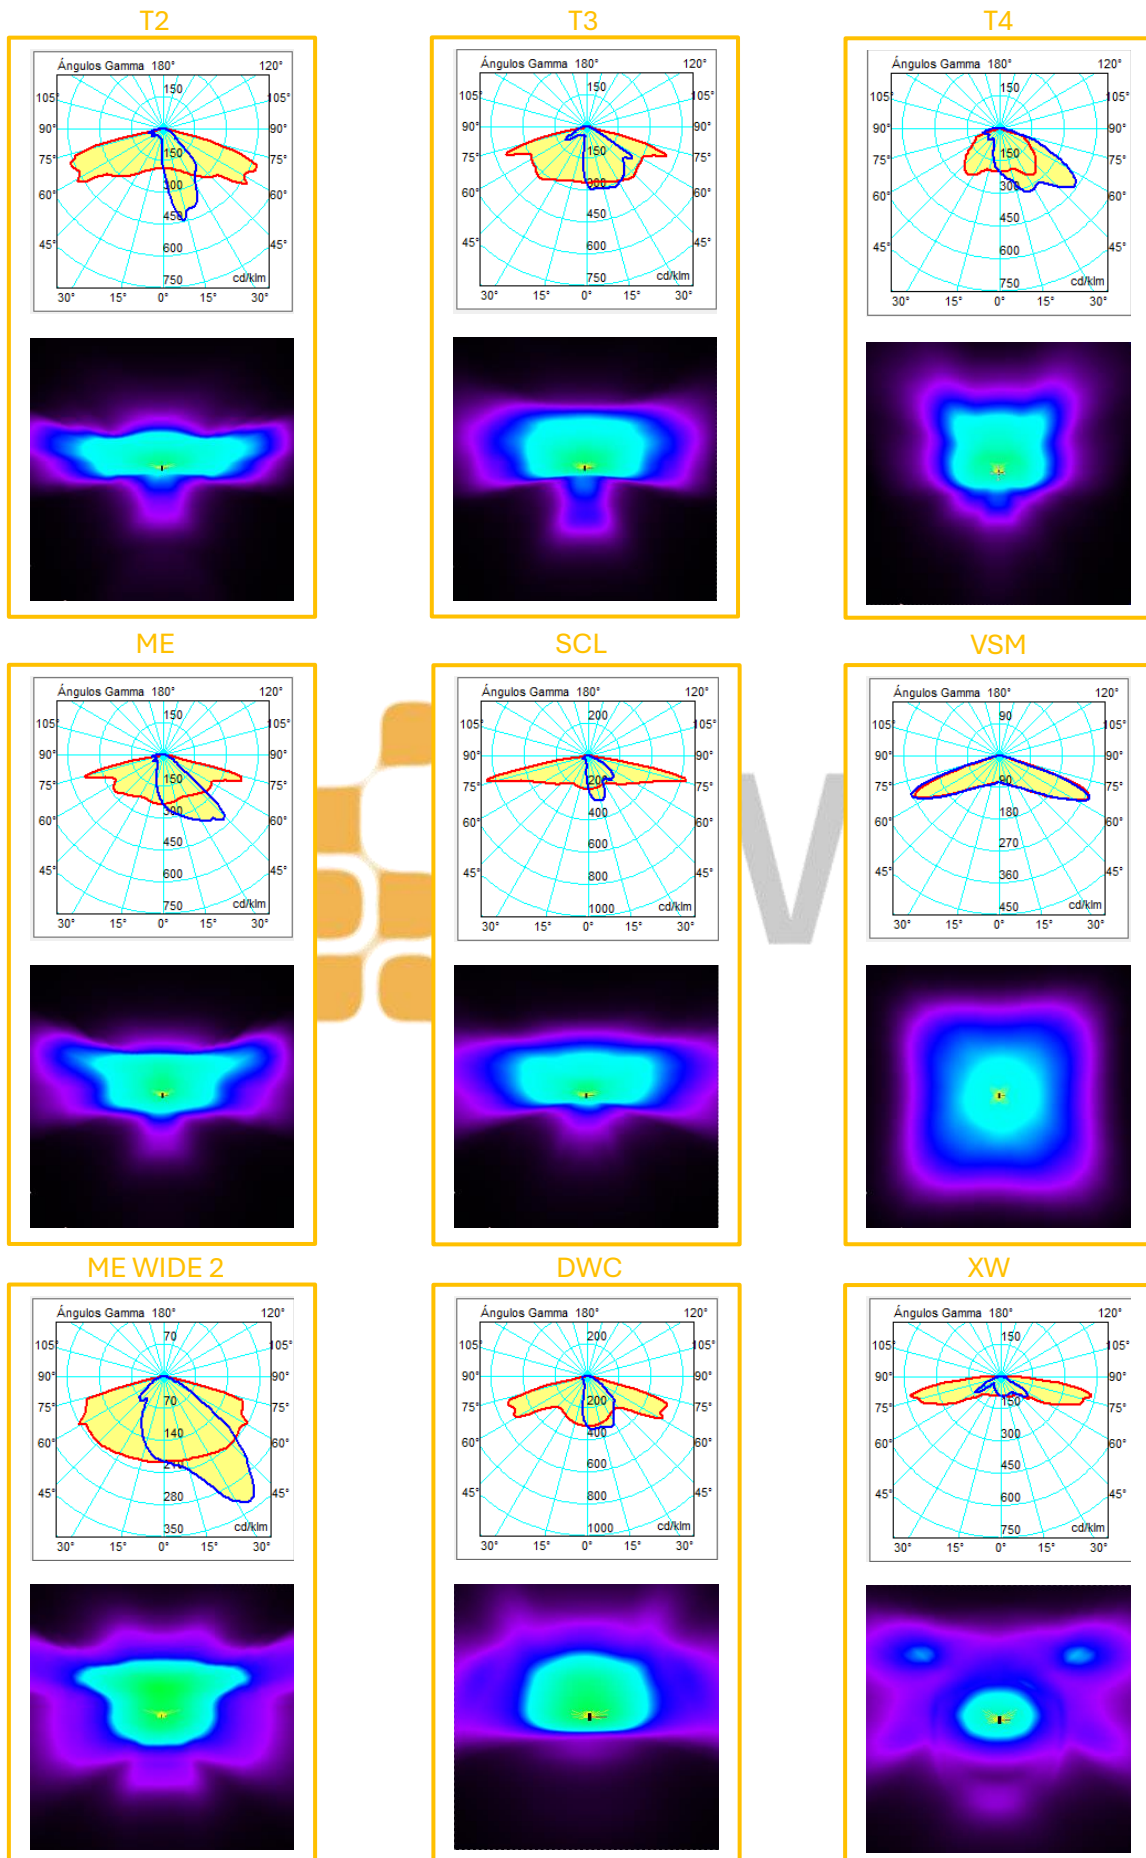 T2 T3 T4
Ángulos Gamma 180° 120° Ángulos Gamma 180° 120° Ángulos Gamma 180° 120°
150 150 150
105° 105° 105° 105° 105° 105°
90° 90° 90° 90° 90° 90°
75° 150 75° 75° 150 75° 75° 150 75°
60° 300 60° 60° 300 60° 60° 300 60°
450 450 450
45° 45° 45° 45° 45° 45°
600 600 600
750 cd/klm 750 cd/klm 750 cd/klm
30° 15° 0° 15° 30° 30° 15° 0° 15° 30° 30° 15° 0° 15° 30°
ME SCL VSM
Ángulos Gamma 180° 120° Ángulos Gamma 180° 120° Ángulos Gamma 180° 120°
150 200 90
105° 105° 105° 105° 105° 105°
90° 90° 90° 90° 90° 90°
75° 150 75° 75° 200 75° 75° 90 75°
60° 300 60° 60° 400 60° 60° 180 60°
450 600 270
45° 45° 45° 45° 45° 45°
600 800 360
750 cd/klm 1000 cd/klm 450 cd/klm
30° 15° 0° 15° 30° 30° 15° 0° 15° 30° 30° 15° 0° 15° 30°
V
ME WIDE 2 DWC XW
Ángulos Gamma 180° 120° Ángulos Gamma 180° 120° Ángulos Gamma 180° 120°
70 200 150
105° 105° 105° 105° 105° 105°
90° 90° 90° 90° 90° 90°
75° 70 75° 75° 200 75° 75° 150 75°
60° 140 60° 60° 400 60° 60° 300 60°
210 600 450
45° 45° 45° 45° 45° 45°
280 800 600
350 cd/klm 1000 cd/klm 750 cd/klm
30° 15° 0° 15° 30° 30° 15° 0° 15° 30° 30° 15° 0° 15° 30°